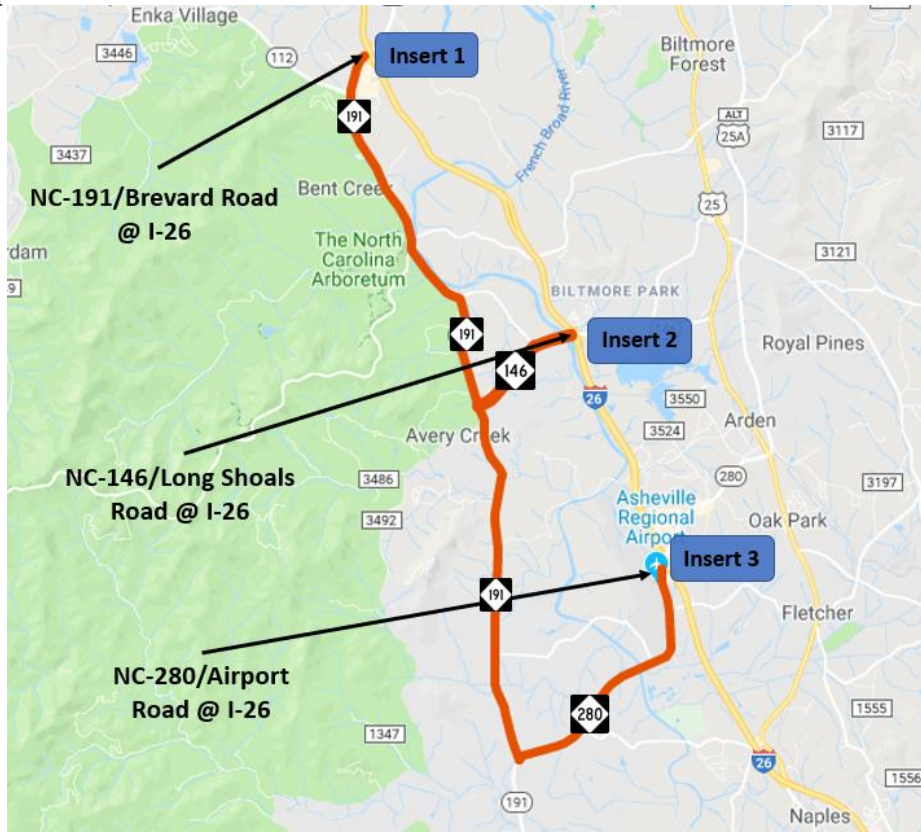 Enka Village
3446
112
Insert 1
Biltmore
Forest
ALT
25A
3117
191
French Broad River
3437
NC-191/Brevard Road
@ I-26
Bent Creek
25
The North
Carolina
Arboretum
3121
rdam
9
BILTMORE PARK
191
Insert 2
Royal Pines
146
26
3550
Arden
3524
Avery Creek
NC-146/Long Shoals
Road @ I-26
3486
280
3197
3492
Asheville
Regional
Airport
Oak Park
Insert 3
191
Fletcher
NC-280/Airport
Road @ I-26
280
1555
1347
26
1556
191
Naples